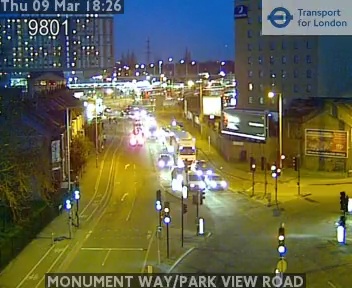 Thu 09 Mar 18:26
9801
Transport
for London
MONUMENT WAY/PARK VIEW ROAD